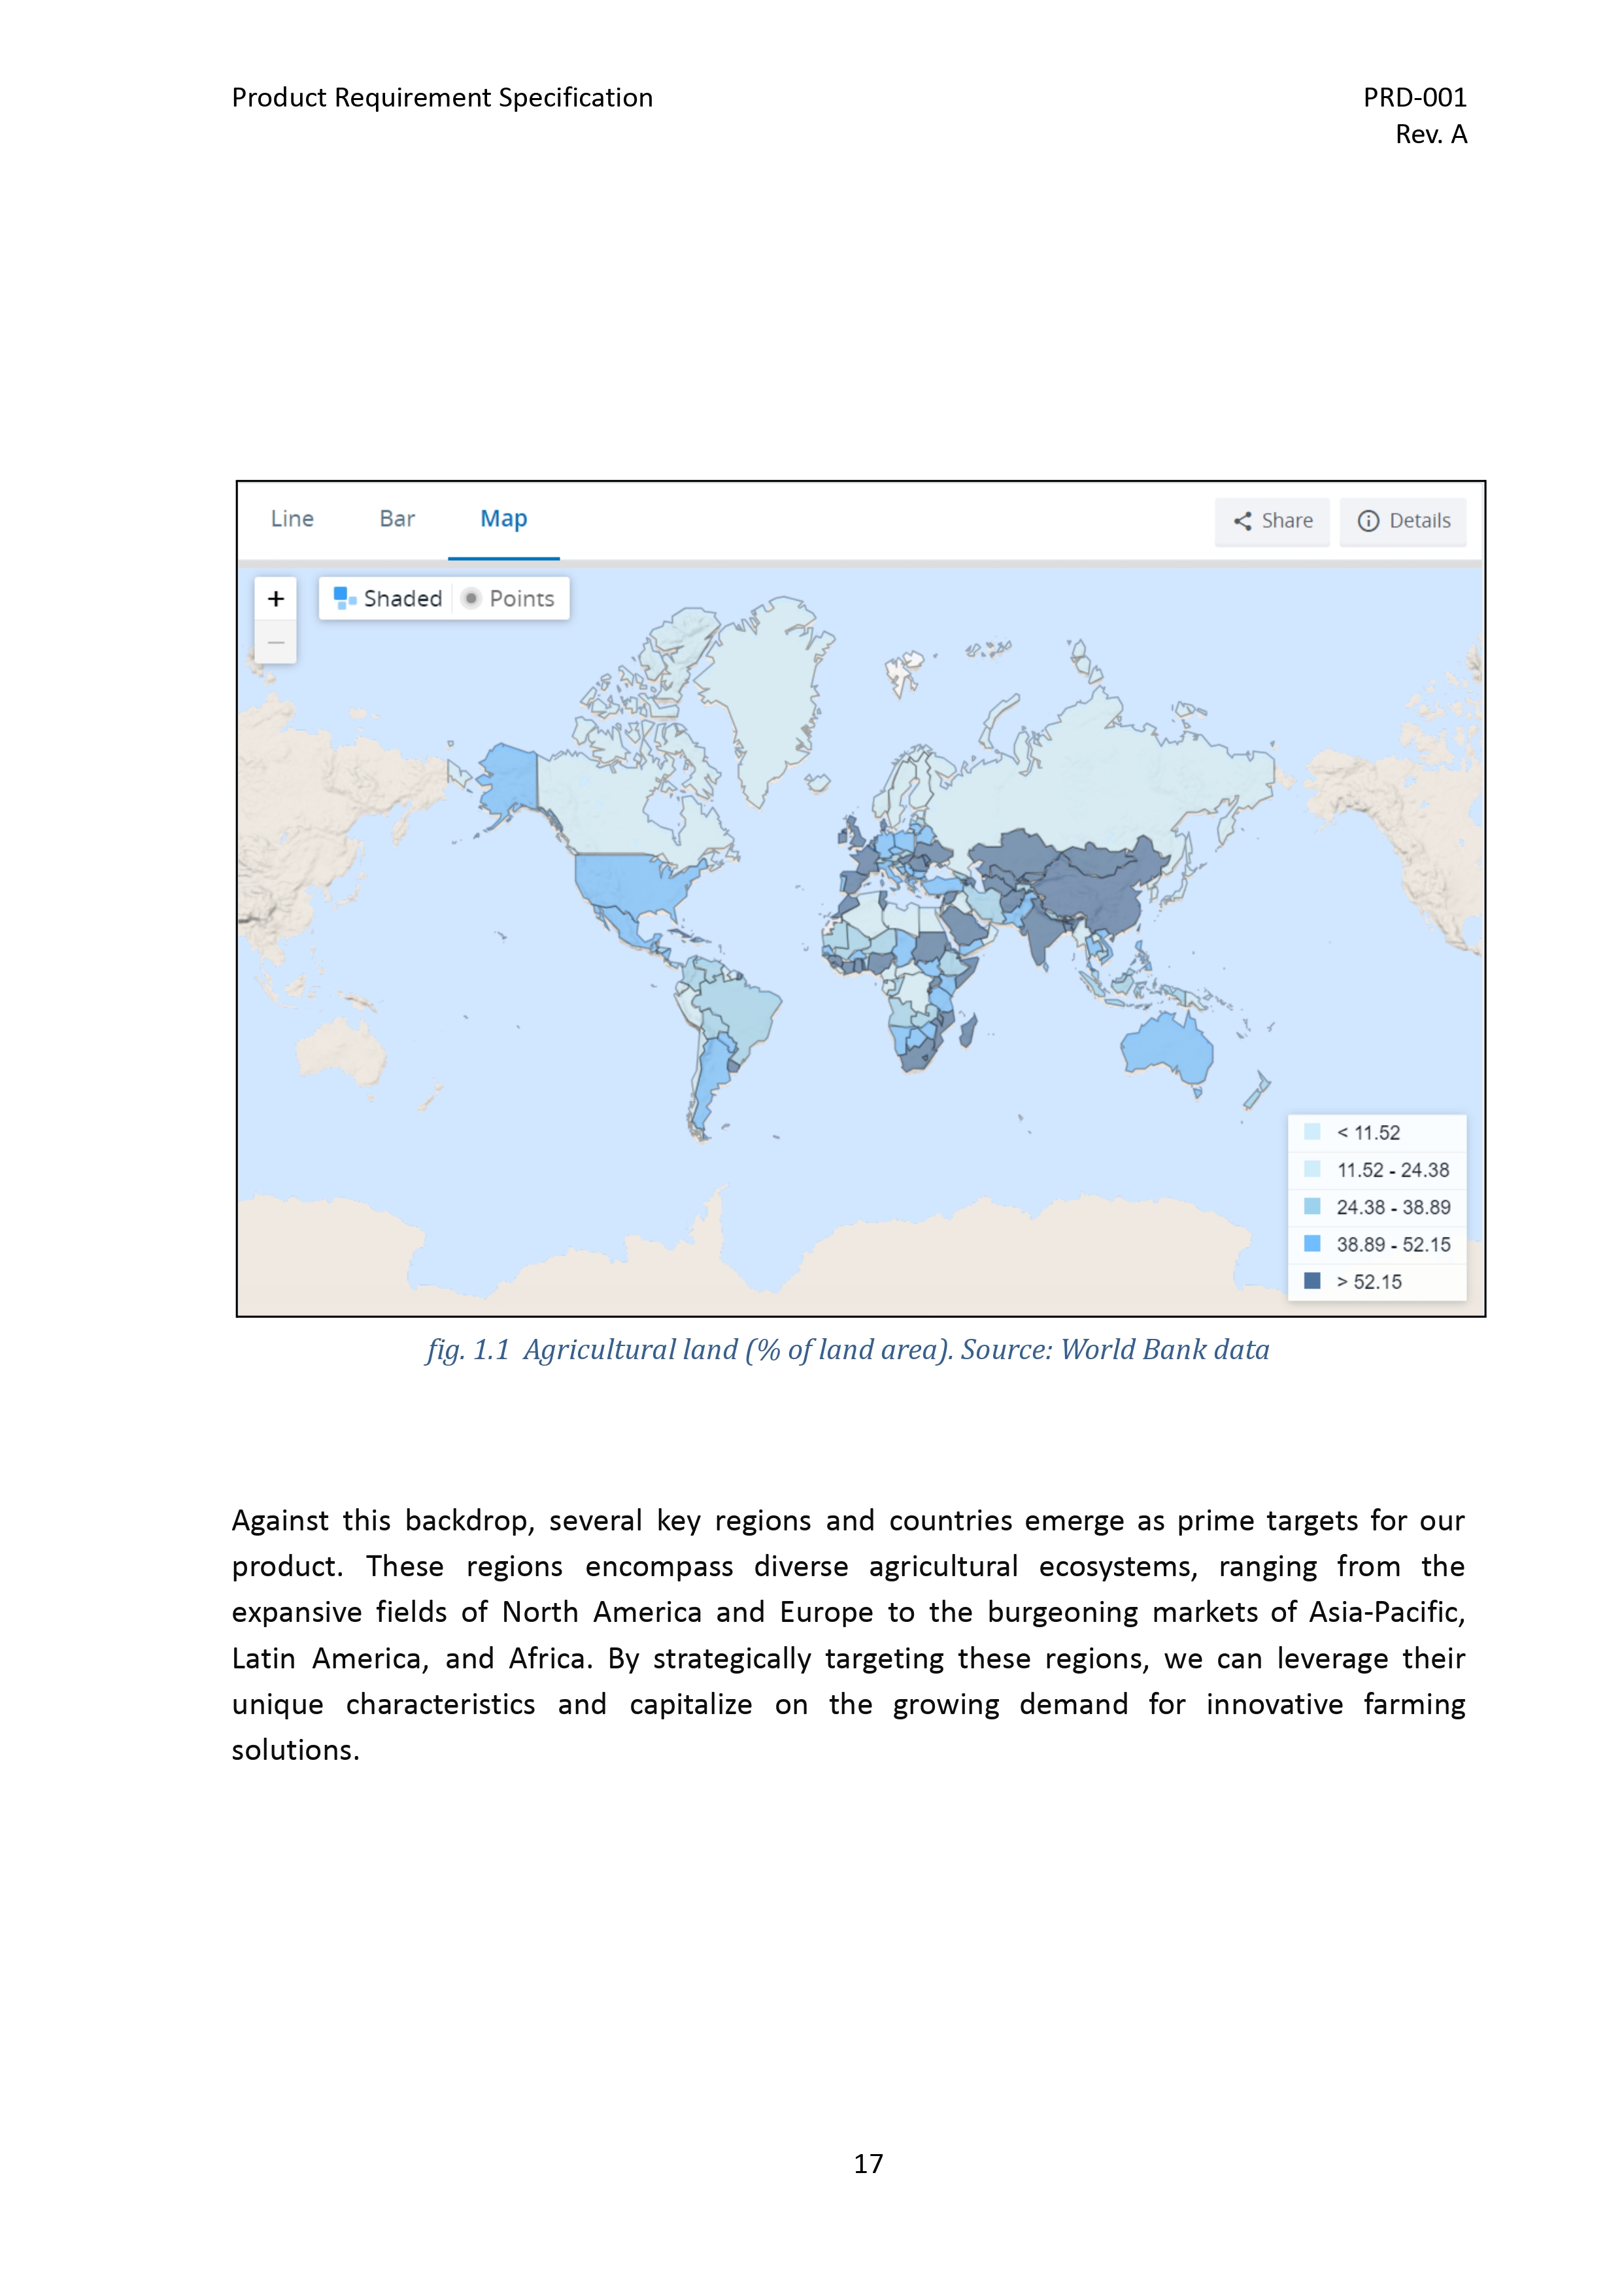 Product Requirement Specification PRD-001
Rev. A
Line Bar Map Share Details
+ Shaded Points
−
< 11.52
11.52 - 24.38
24.38 - 38.89
38.89 - 52.15
> 52.15
fig. 1.1 Agricultural land (% of land area). Source: World Bank data
Against this backdrop, several key regions and countries emerge as prime targets for our
product. These regions encompass diverse agricultural ecosystems, ranging from the
expansive fields of North America and Europe to the burgeoning markets of Asia-Pacific,
Latin America, and Africa. By strategically targeting these regions, we can leverage their
unique characteristics and capitalize on the growing demand for innovative farming
solutions.
17